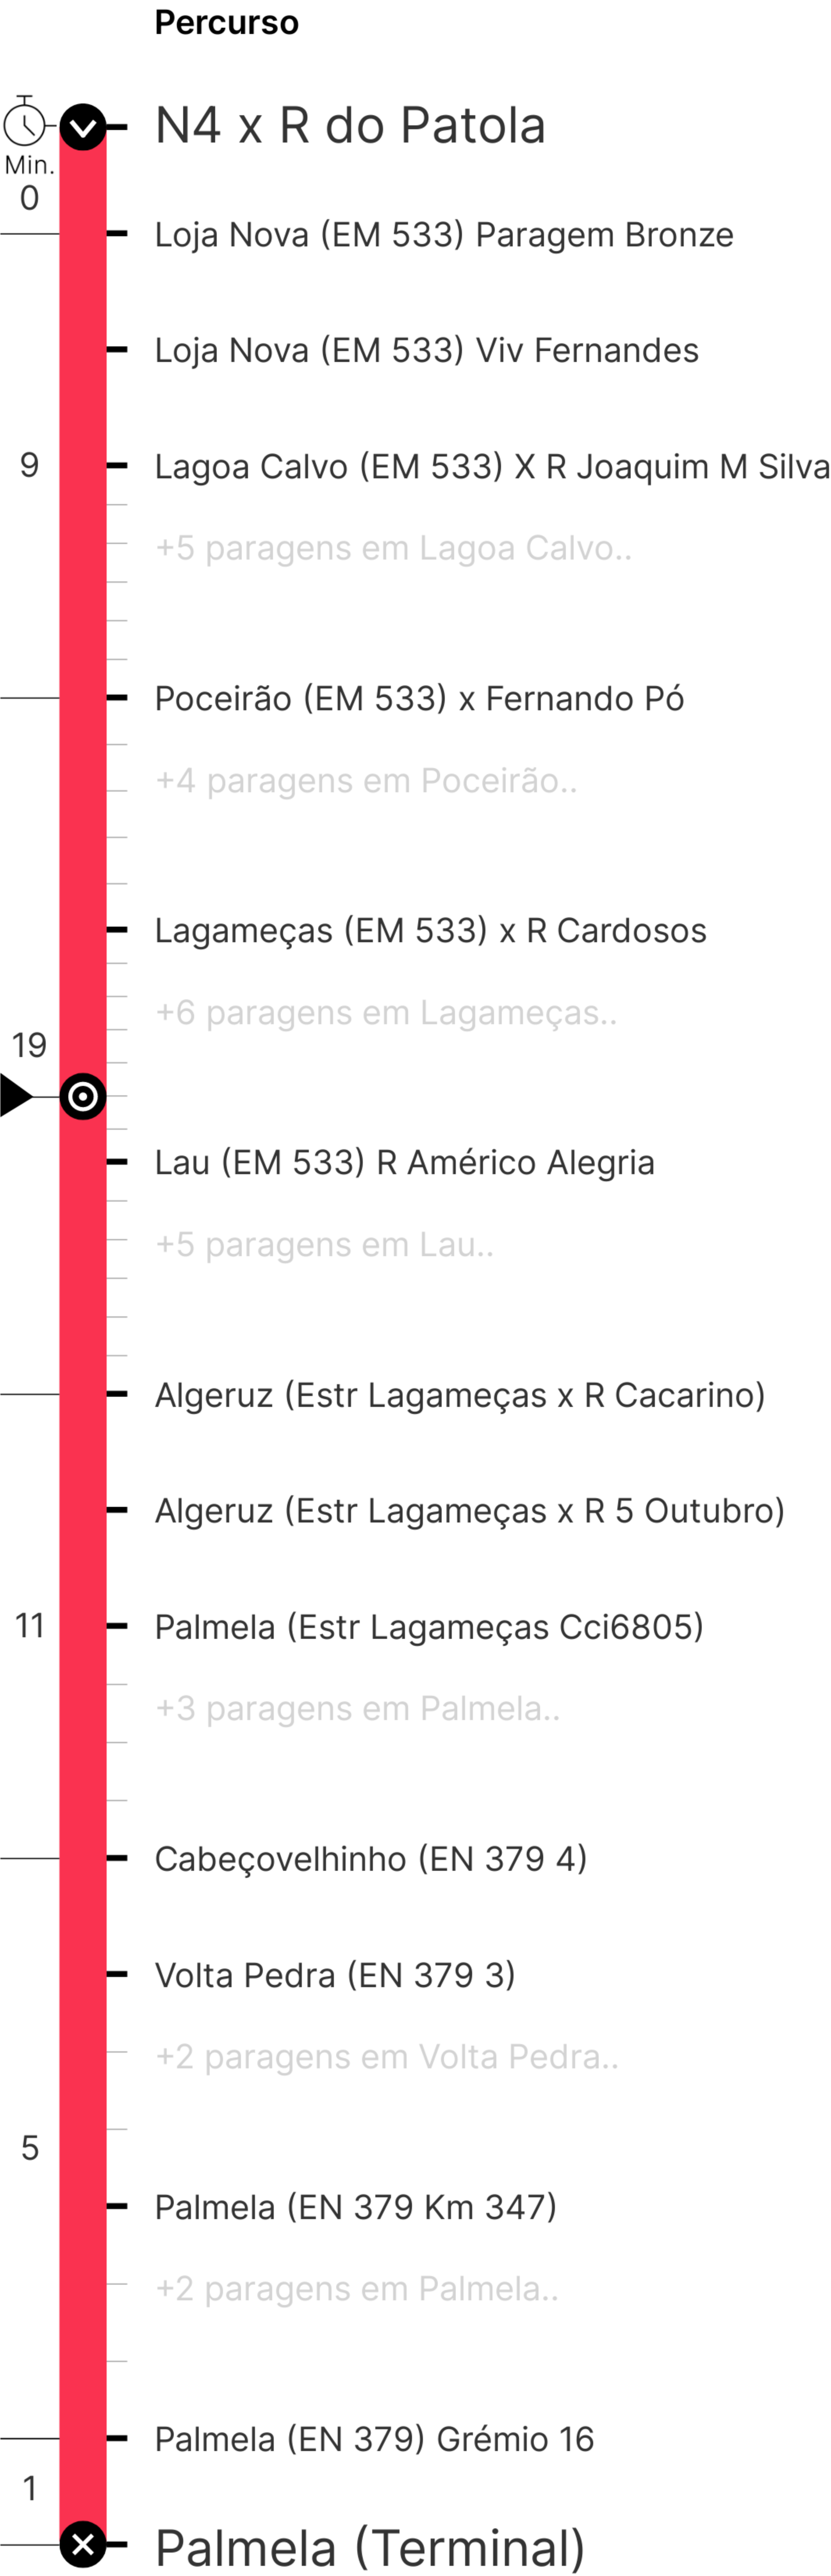 Percurso
N4 x R do Patola
Min.
0
Loja Nova (EM 533) Paragem Bronze
Loja Nova (EM 533) Viv Fernandes
9
Lagoa Calvo (EM 533) X R Joaquim M Silva
+5 paragens em Lagoa Calvo..
Poceirão (EM 533) x Fernando Pó
+4 paragens em Poceirão..
Lagameças (EM 533) x R Cardosos
+6 paragens em Lagameças..
19
Lau (EM 533) R Américo Alegria
+5 paragens em Lau..
Algeruz (Estr Lagameças x R Cacarino)
Algeruz (Estr Lagameças x R 5 Outubro)
11
Palmela (Estr Lagameças Cci6805)
+3 paragens em Palmela..
Cabeçovelhinho (EN 379 4)
Volta Pedra (EN 379 3)
+2 paragens em Volta Pedra..
5
Palmela (EN 379 Km 347)
+2 paragens em Palmela..
Palmela (EN 379) Grémio 16
1
Palmela (Terminal)